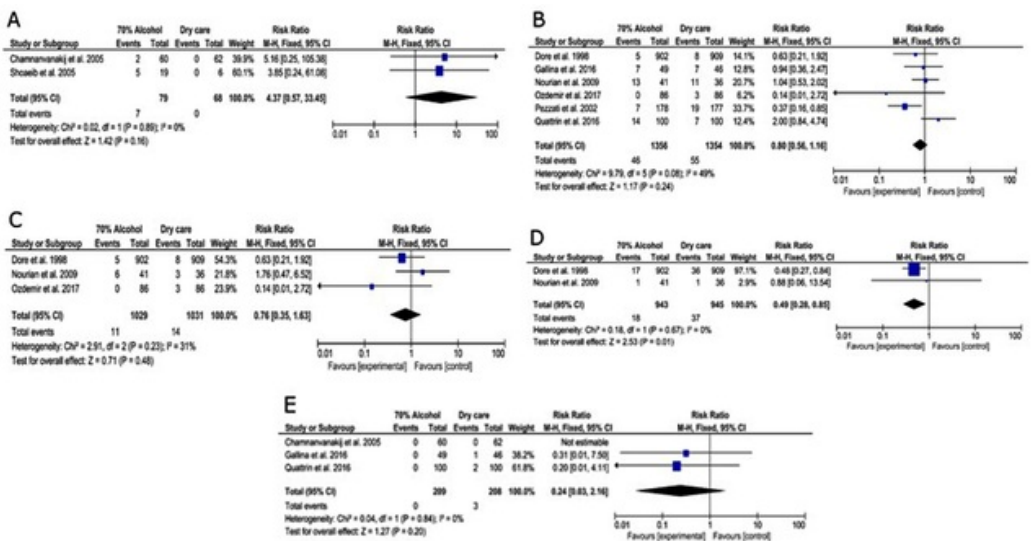 A
70% Alcohol Dry care Risk Ratio Risk Ratio
Study or Subgroup Events Total Events Total Weight M-H, Fixed, 95% CI M-H, Fixed, 95% CI
Chamnanvanakij et al. 2005 2 60 0 62 39.9% 5.16 [0.25, 105.38]
Shoaeib et al. 2005 5 19 0 6 60.1% 3.85 [0.24, 61.08]
Total (95% CI) 79 68 100.0% 4.37 [0.57, 33.45]
Total events 7 0
Heterogeneity: Chi² = 0.02, df = 1 (P = 0.89); I² = 0%
Test for overall effect: Z = 1.42 (P = 0.16)
0.01 0.1 1 10 100
B
70% Alcohol Dry care Risk Ratio Risk Ratio
Study or Subgroup Events Total Events Total Weight M-H, Fixed, 95% CI M-H, Fixed, 95% CI
Dore et al. 1998 5 902 8 909 14.1% 0.63 [0.21, 1.92]
Gallina et al. 2016 7 49 7 46 12.8% 0.94 [0.36, 2.47]
Nourian et al. 2009 13 41 11 36 20.7% 1.04 [0.53, 2.02]
Ozdemir et al. 2017 0 86 3 86 6.2% 0.14 [0.01, 2.72]
Pezzati et al. 2002 7 178 19 177 33.7% 0.37 [0.16, 0.85]
Quattrin et al. 2016 14 100 7 100 12.4% 2.00 [0.84, 4.74]
Total (95% CI) 1356 1354 100.0% 0.80 [0.56, 1.16]
Total events 46 55
Heterogeneity: Chi² = 9.79, df = 5 (P = 0.08); I² = 49%
Test for overall effect: Z = 1.17 (P = 0.24)
0.01 0.1 1 10 100
Favours [experimental] Favours [control]
C
70% Alcohol Dry care Risk Ratio Risk Ratio
Study or Subgroup Events Total Events Total Weight M-H, Fixed, 95% CI M-H, Fixed, 95% CI
Dore et al. 1998 5 902 8 909 54.3% 0.63 [0.21, 1.92]
Nourian et al. 2009 6 41 3 36 21.8% 1.76 [0.47, 6.52]
Ozdemir et al. 2017 0 86 3 86 23.9% 0.14 [0.01, 2.72]
Total (95% CI) 1029 1031 100.0% 0.76 [0.35, 1.63]
Total events 11 14
Heterogeneity: Chi² = 2.91, df = 2 (P = 0.23); I² = 31%
Test for overall effect: Z = 0.71 (P = 0.48)
0.01 0.1 1 10 100
Favours [experimental] Favours [control]
D
70% Alcohol Dry care Risk Ratio Risk Ratio
Study or Subgroup Events Total Events Total Weight M-H, Fixed, 95% CI M-H, Fixed, 95% CI
Dore et al. 1998 17 902 36 909 97.1% 0.48 [0.27, 0.84]
Nourian et al. 2009 1 41 1 36 2.9% 0.88 [0.06, 13.54]
Total (95% CI) 943 945 100.0% 0.49 [0.28, 0.85]
Total events 18 37
Heterogeneity: Chi² = 0.18, df = 1 (P = 0.67); I² = 0%
Test for overall effect: Z = 2.53 (P = 0.01)
0.01 0.1 1 10 100
Favours [experimental] Favours [control]
E
70% Alcohol Dry care Risk Ratio Risk Ratio
Study or Subgroup Events Total Events Total Weight M-H, Fixed, 95% CI M-H, Fixed, 95% CI
Chamnanvanakij et al. 2005 0 60 0 62 Not estimable
Gallina et al. 2016 0 49 1 46 38.2% 0.31 [0.01, 7.50]
Quattrin et al. 2016 0 100 2 100 61.8% 0.20 [0.01, 4.11]
Total (95% CI) 209 208 100.0% 0.24 [0.03, 2.16]
Total events 0 3
Heterogeneity: Chi² = 0.04, df = 1 (P = 0.84); I² = 0%
Test for overall effect: Z = 1.27 (P = 0.20)
0.01 0.1 1 10 100
Favours [experimental] Favours [control]